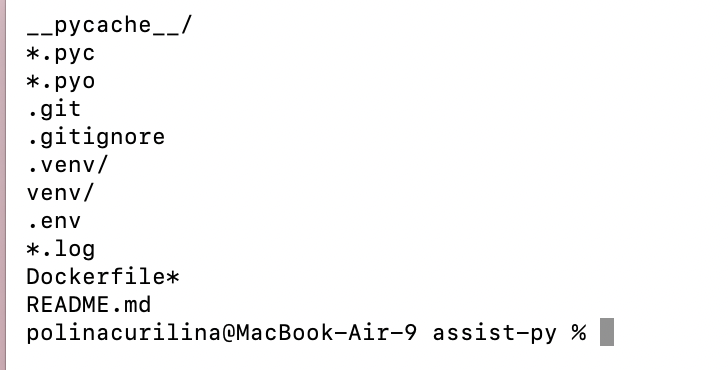 __pycache__/
*.pyc
*.pyo
.git
.gitignore
.venv/
venv/
.env
*.log
Dockerfile*
README.md
polinacurilina@MacBook-Air-9 assist-py %